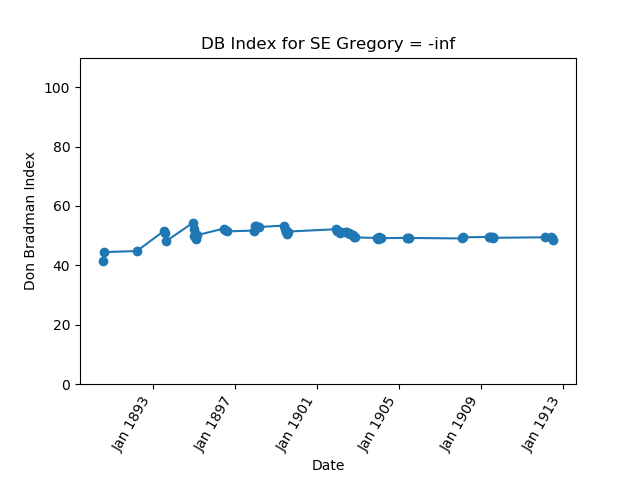 DB Index for SE Gregory = -inf
Don Bradman Index
100
80
60
40
20
0
Jan 1893
Jan 1897
Jan 1901
Jan 1905
Jan 1909
Jan 1913
Date